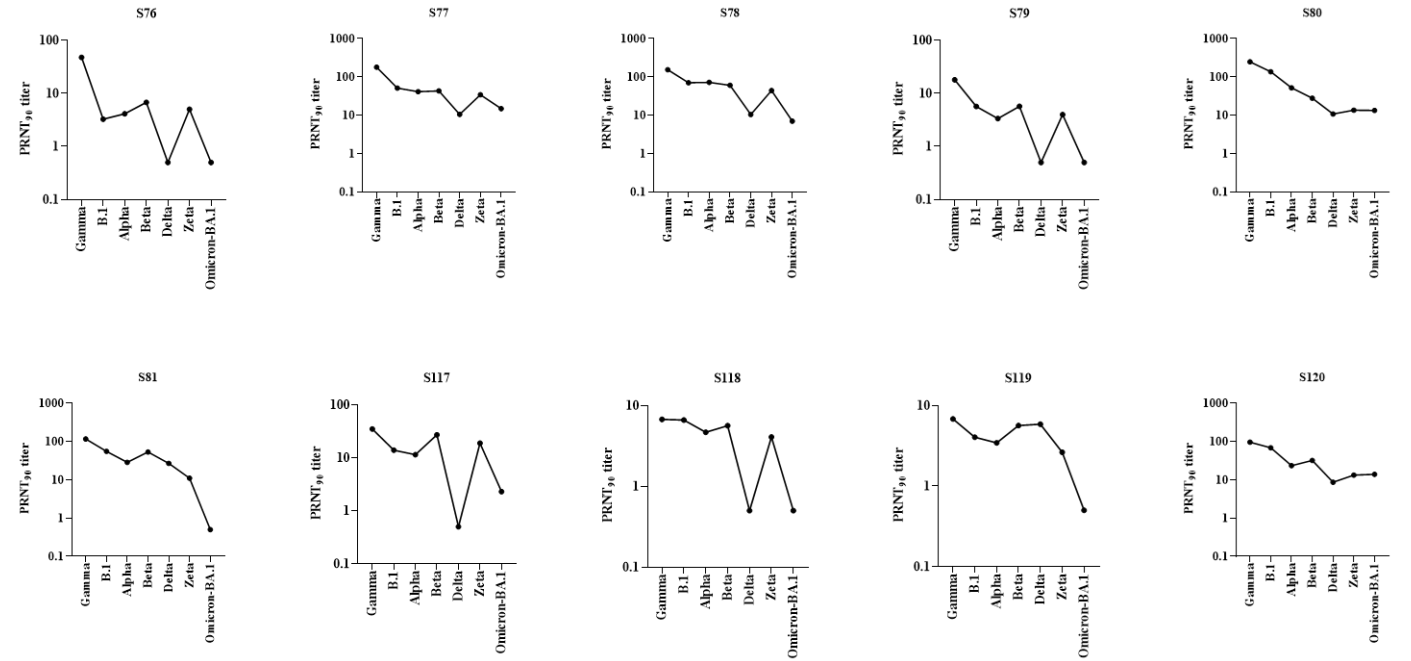 S76
100
10
1
0.1
PRNT90 titer
Gamma
B.1
Alpha
Beta
Delta
Zeta
Omicron-BA.1
S77
1000
100
10
1
0.1
PRNT90 titer
Gamma
B.1
Alpha
Beta
Delta
Zeta
Omicron-BA.1
S78
1000
100
10
1
0.1
PRNT90 titer
Gamma
B.1
Alpha
Beta
Delta
Zeta
Omicron-BA.1
S79
100
10
1
0.1
PRNT90 titer
Gamma
B.1
Alpha
Beta
Delta
Zeta
Omicron-BA.1
S80
1000
100
10
1
0.1
PRNT90 titer
Gamma
B.1
Alpha
Beta
Delta
Zeta
Omicron-BA.1
S81
1000
100
10
1
0.1
PRNT90 titer
Gamma
B.1
Alpha
Beta
Delta
Zeta
Omicron-BA.1
S117
100
10
1
0.1
PRNT90 titer
Gamma
B.1
Alpha
Beta
Delta
Zeta
Omicron-BA.1
S118
10
1
0.1
PRNT90 titer
Gamma
B.1
Alpha
Beta
Delta
Zeta
Omicron-BA.1
S119
10
1
0.1
PRNT90 titer
Gamma
B.1
Alpha
Beta
Delta
Zeta
Omicron-BA.1
S120
1000
100
10
1
0.1
PRNT90 titer
Gamma
B.1
Alpha
Beta
Delta
Zeta
Omicron-BA.1